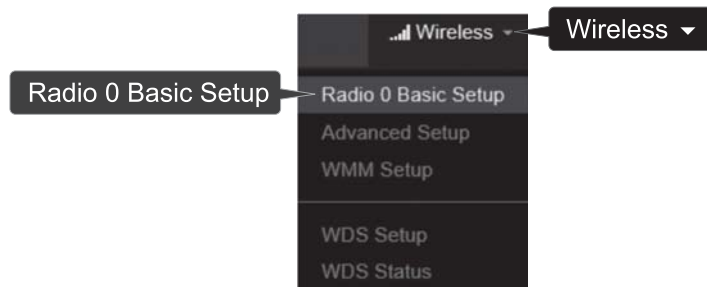 Wireless
Wireless
Radio 0 Basic Setup
Radio 0 Basic Setup
Advanced Setup
WMM Setup
WDS Setup
WDS Status